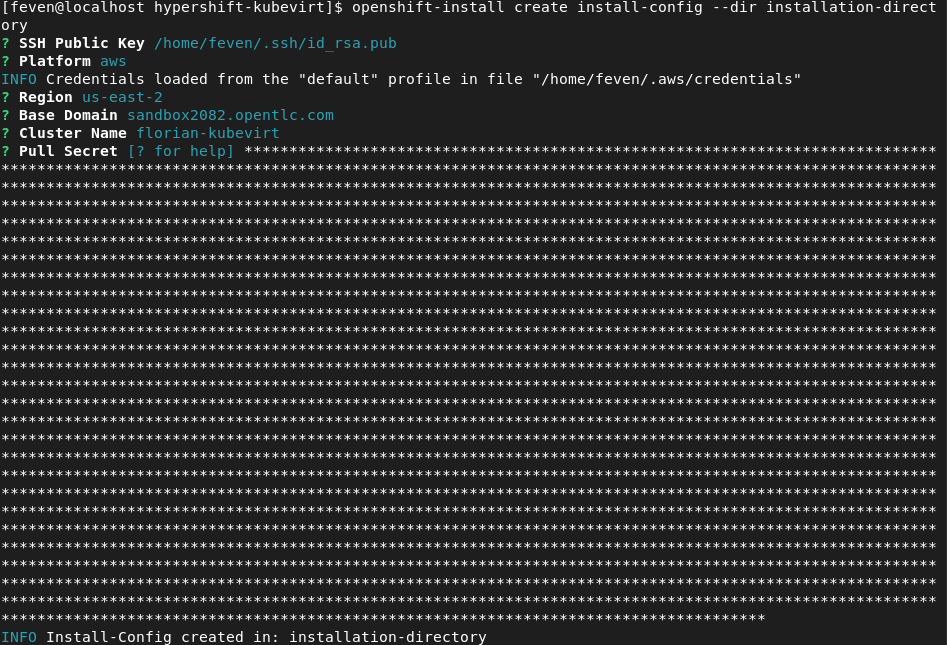 [feven@localhost hypershift-kubevirt]$ openshift-install create install-config --dir installation-direct
ory
? SSH Public Key /home/feven/.ssh/id_rsa.pub
? Platform aws
INFO Credentials loaded from the "default" profile in file "/home/feven/.aws/credentials"
? Region us-east-2
? Base Domain sandbox2082.opentlc.com
? Cluster Name florian-kubevirt
? Pull Secret [? for help] *****************************************************************************
INFO Install-Config created in: installation-directory